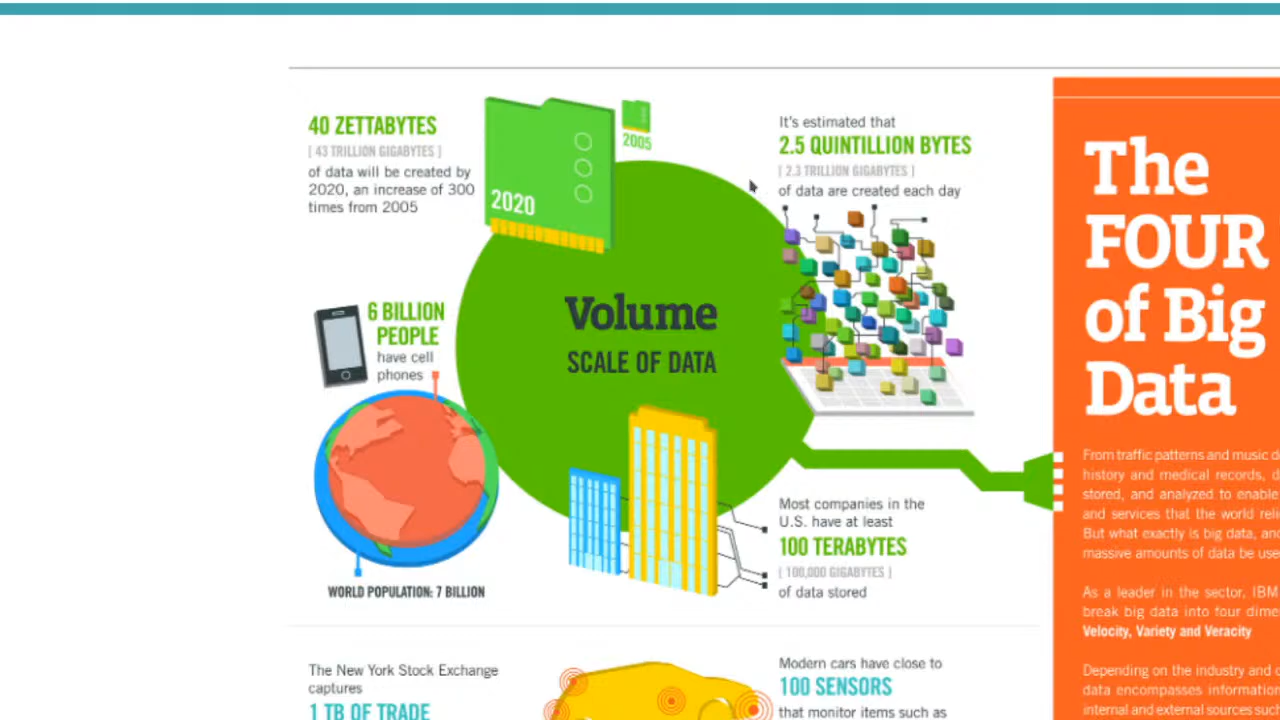 40 ZETTABYTES
[ 43 TRILLION GIGABYTES ]
of data will be created by
2020, an increase of 300
times from 2005
2020
2005
It's estimated that
2.5 QUINTILLION BYTES
[ 2.3 TRILLION GIGABYTES ]
of data are created each day
Volume
SCALE OF DATA
6 BILLION
PEOPLE
have cell
phones
WORLD POPULATION: 7 BILLION
Most companies in the
U.S. have at least
100 TERABYTES
[ 100,000 GIGABYTES ]
of data stored
The New York Stock Exchange
captures
1 TB OF TRADE
Modern cars have close to
100 SENSORS
that monitor items such as
The
FOUR
of Big
Data
From traffic patterns and music
history and medical records,
stored, and analyzed to enable
and services that the world
But what exactly is big data,
massive amounts of data be
As a leader in the sector, IBM
break big data into four
Velocity, Variety and Veracity
Depending on the industry and
data encompasses
internal and external sources